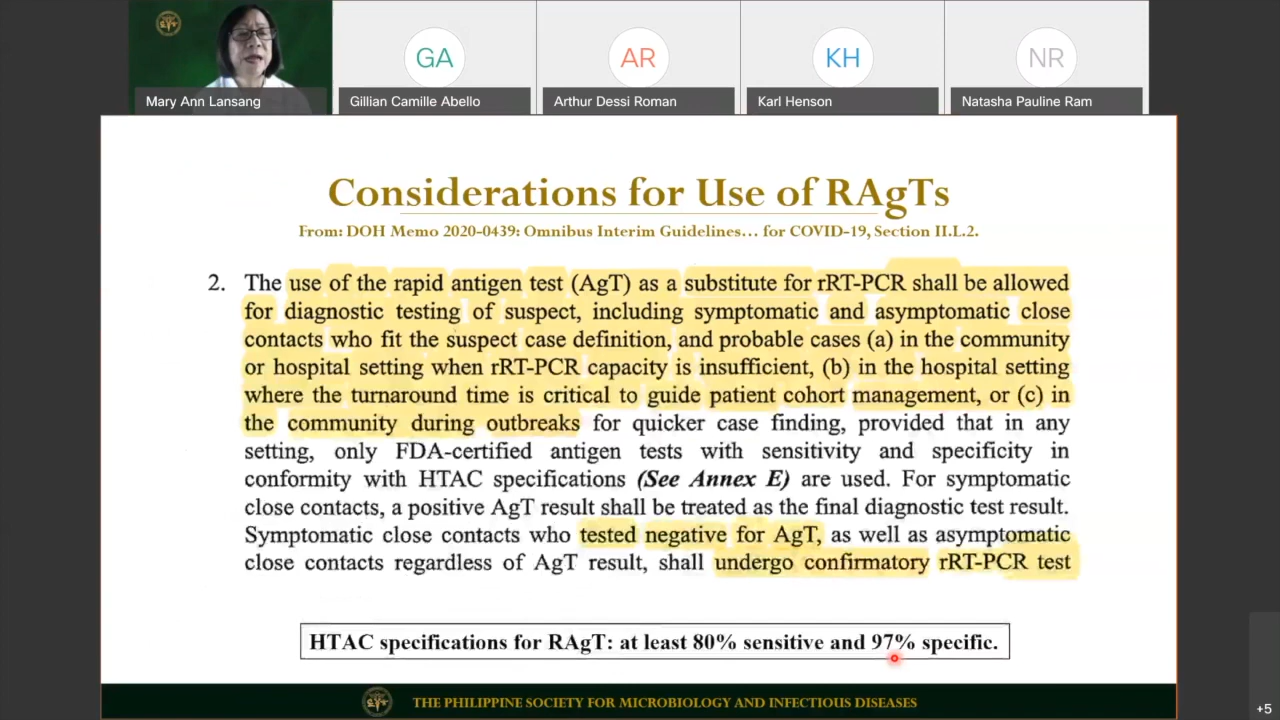 GA
AR
KH
NR
Mary Ann Lansang
Gillian Camille Abello
Arthur Dessi Roman
Karl Henson
Natasha Pauline Ram
Considerations for Use of RAgTs
From: DOH Memo 2020-0439: Omnibus Interim Guidelines… for COVID-19, Section II.L.2.
2. The use of the rapid antigen test (AgT) as a substitute for rRT-PCR shall be allowed
for diagnostic testing of suspect, including symptomatic and asymptomatic close
contacts who fit the suspect case definition, and probable cases (a) in the community
or hospital setting when rRT-PCR capacity is insufficient, (b) in the hospital setting
where the turnaround time is critical to guide patient cohort management, or (c) in
the community during outbreaks for quicker case finding, provided that in any
setting, only FDA-certified antigen tests with sensitivity and specificity in
conformity with HTAC specifications (See Annex E) are used. For symptomatic
close contacts, a positive AgT result shall be treated as the final diagnostic test result.
Symptomatic close contacts who tested negative for AgT, as well as asymptomatic
close contacts regardless of AgT result, shall undergo confirmatory rRT-PCR test
HTAC specifications for RAgT: at least 80% sensitive and 97% specific.
THE PHILIPPINE SOCIETY FOR MICROBIOLOGY AND INFECTIOUS DISEASES
+5